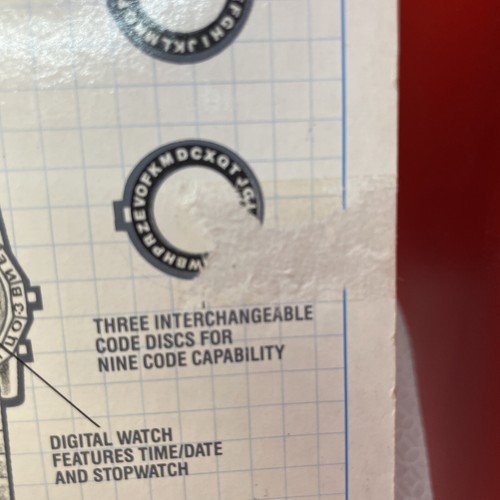 THREE INTERCHANGEABLE
CODE DISCS FOR
NINE CODE CAPABILITY
DIGITAL WATCH
FEATURES TIME/DATE
AND STOPWATCH